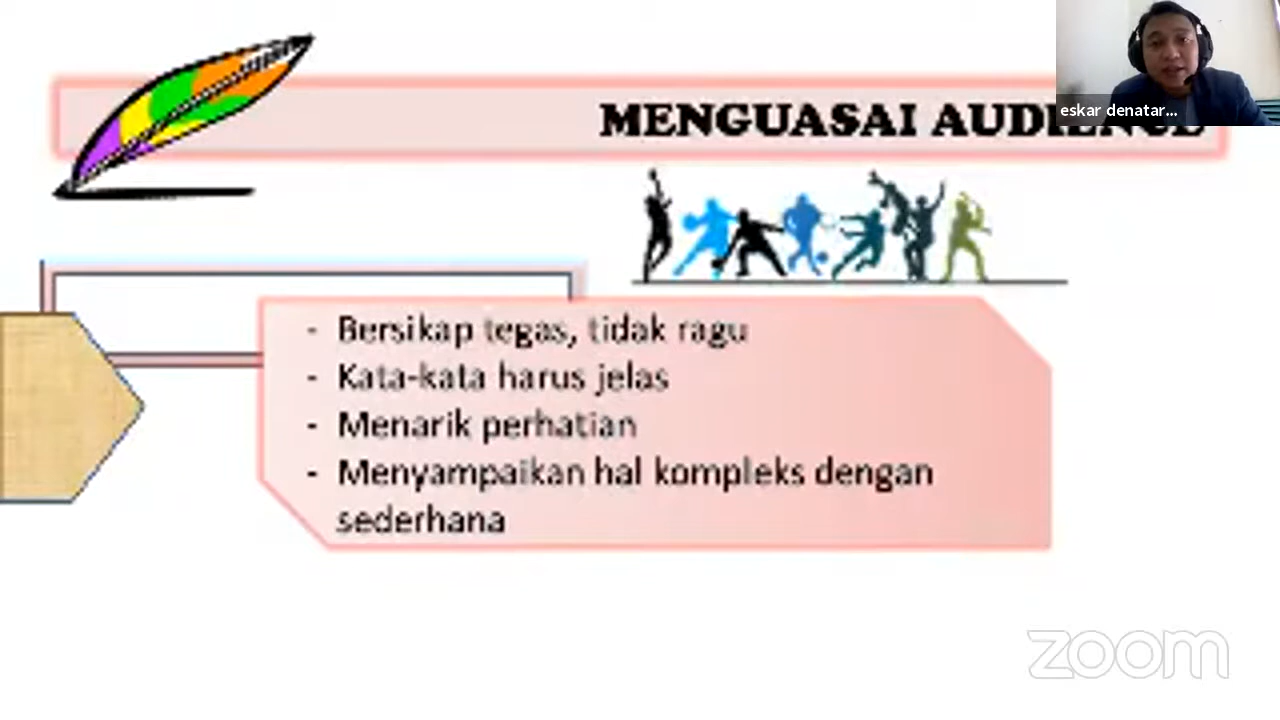 MENGUASAI AUDIENCE
eskar denatar...
- Bersikap tegas, tidak ragu
- Kata-kata harus jelas
- Menarik perhatian
- Menyampaikan hal kompleks dengan
sederhana
zoom